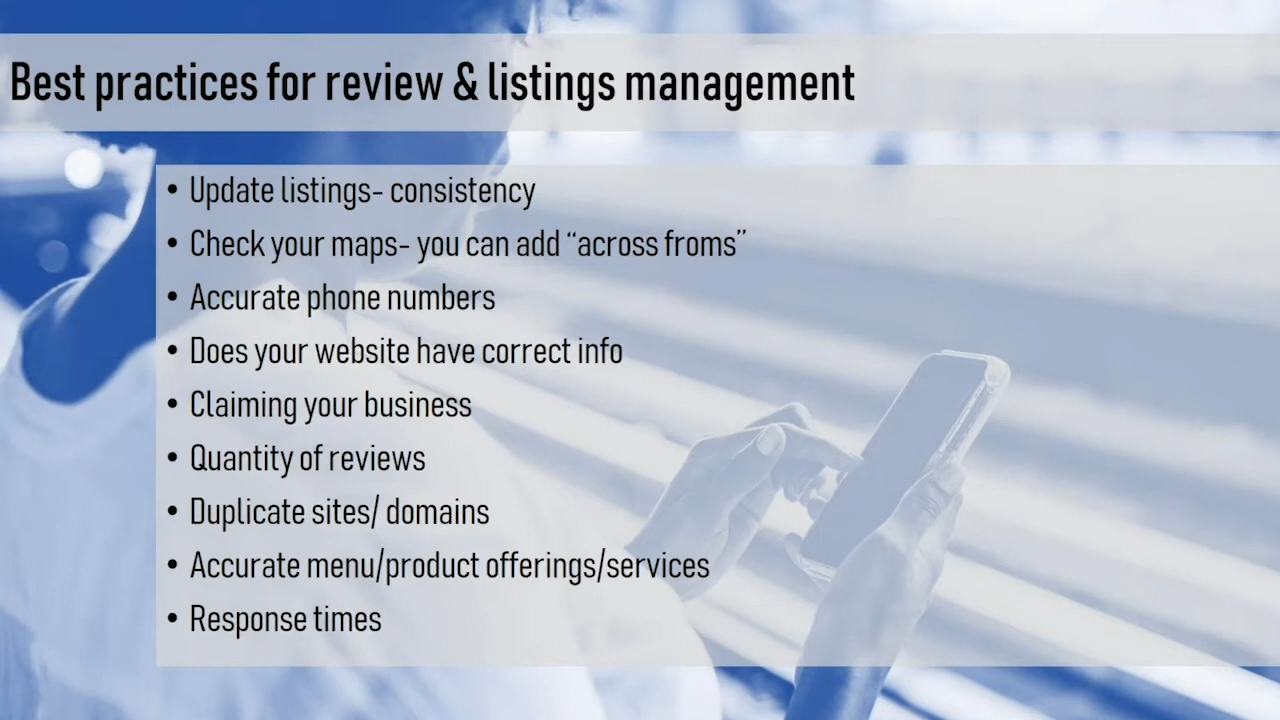 Best practices for review & listings management
• Update listings- consistency
• Check your maps- you can add “across froms”
• Accurate phone numbers
• Does your website have correct info
• Claiming your business
• Quantity of reviews
• Duplicate sites/ domains
• Accurate menu/product offerings/services
• Response times